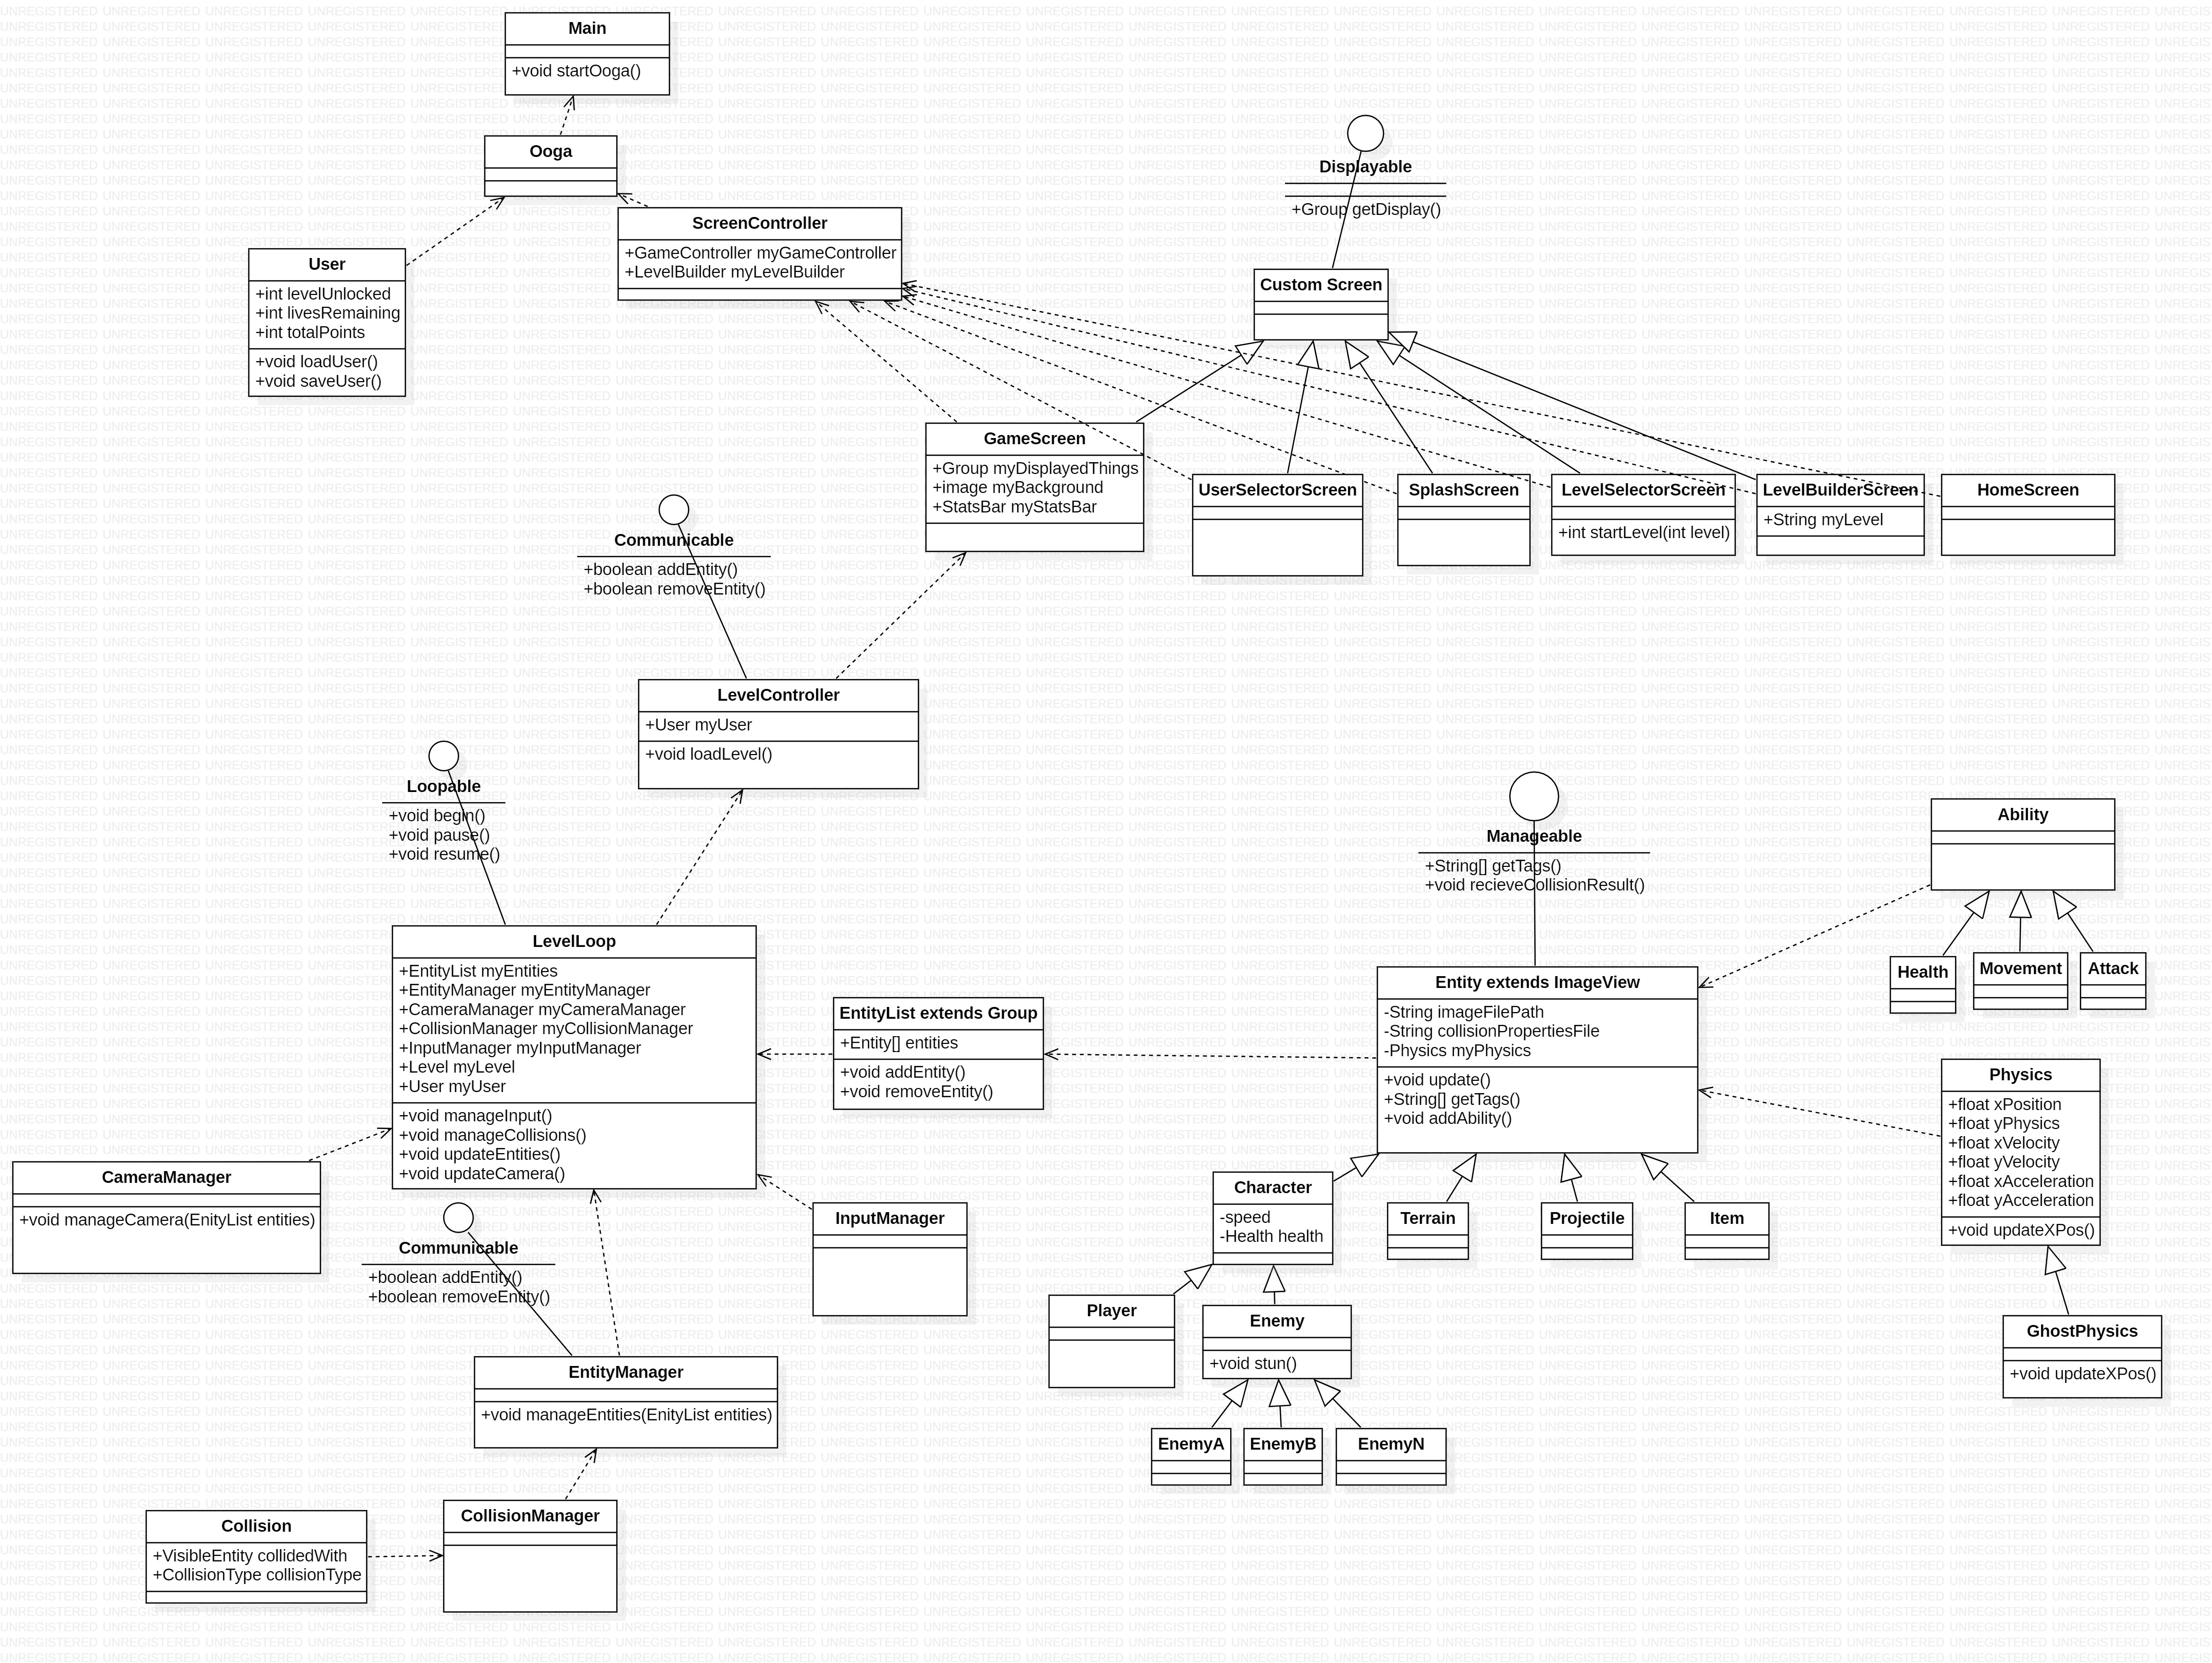 Main
+void startOoga()
Ooga
ScreenController
+GameController myGameController
+LevelBuilder myLevelBuilder
User
+int levelUnlocked
+int livesRemaining
+int totalPoints
+void loadUser()
+void saveUser()
Displayable
+Group getDisplay()
Custom Screen
GameScreen
+Group myDisplayedThings
+image myBackground
+StatsBar myStatsBar
UserSelectorScreen
SplashScreen
LevelSelectorScreen
+int startLevel(int level)
LevelBuilderScreen
+String myLevel
HomeScreen
Communicable
+boolean addEntity()
+boolean removeEntity()
LevelController
+User myUser
+void loadLevel()
Loopable
+void begin()
+void pause()
+void resume()
LevelLoop
+EntityList myEntities
+EntityManager myEntityManager
+CameraManager myCameraManager
+CollisionManager myCollisionManager
+InputManager myInputManager
+Level myLevel
+User myUser
+void manageInput()
+void manageCollisions()
+void updateEntities()
+void updateCamera()
EntityList extends Group
+Entity[] entities
+void addEntity()
+void removeEntity()
Manageable
+String[] getTags()
+void recieveCollisionResult()
Entity extends ImageView
-String imageFilePath
-String collisionPropertiesFile
-Physics myPhysics
+void update()
+String[] getTags()
+void addAbility()
Ability
Health
Movement
Attack
Physics
+float xPosition
+float yPhysics
+float xVelocity
+float yVelocity
+float xAcceleration
+float yAcceleration
+void updateXPos()
GhostPhysics
+void updateXPos()
Character
-speed
-Health health
Terrain
Projectile
Item
Player
Enemy
+void stun()
EnemyA
EnemyB
EnemyN
CameraManager
+void manageCamera(EnityList entities)
Communicable
+boolean addEntity()
+boolean removeEntity()
InputManager
EntityManager
+void manageEntities(EnityList entities)
CollisionManager
Collision
+VisibleEntity collidedWith
+CollisionType collisionType